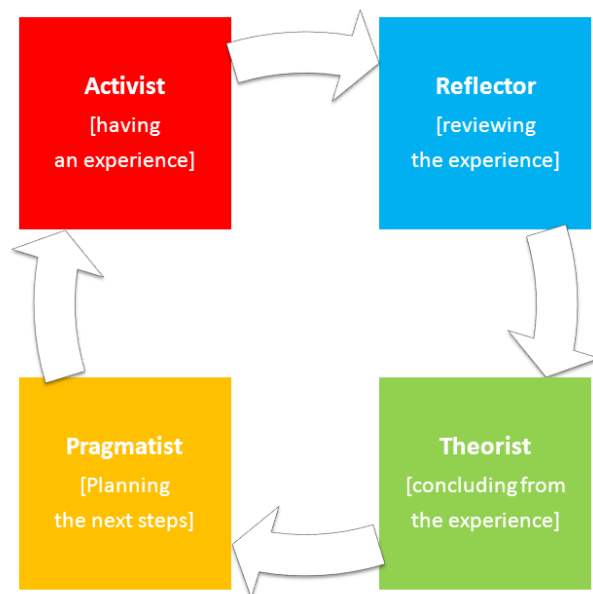 Activist
[having
an experience]
Reflector
[reviewing
the experience]
Pragmatist
[Planning
the next steps]
Theorist
[concluding from
the experience]